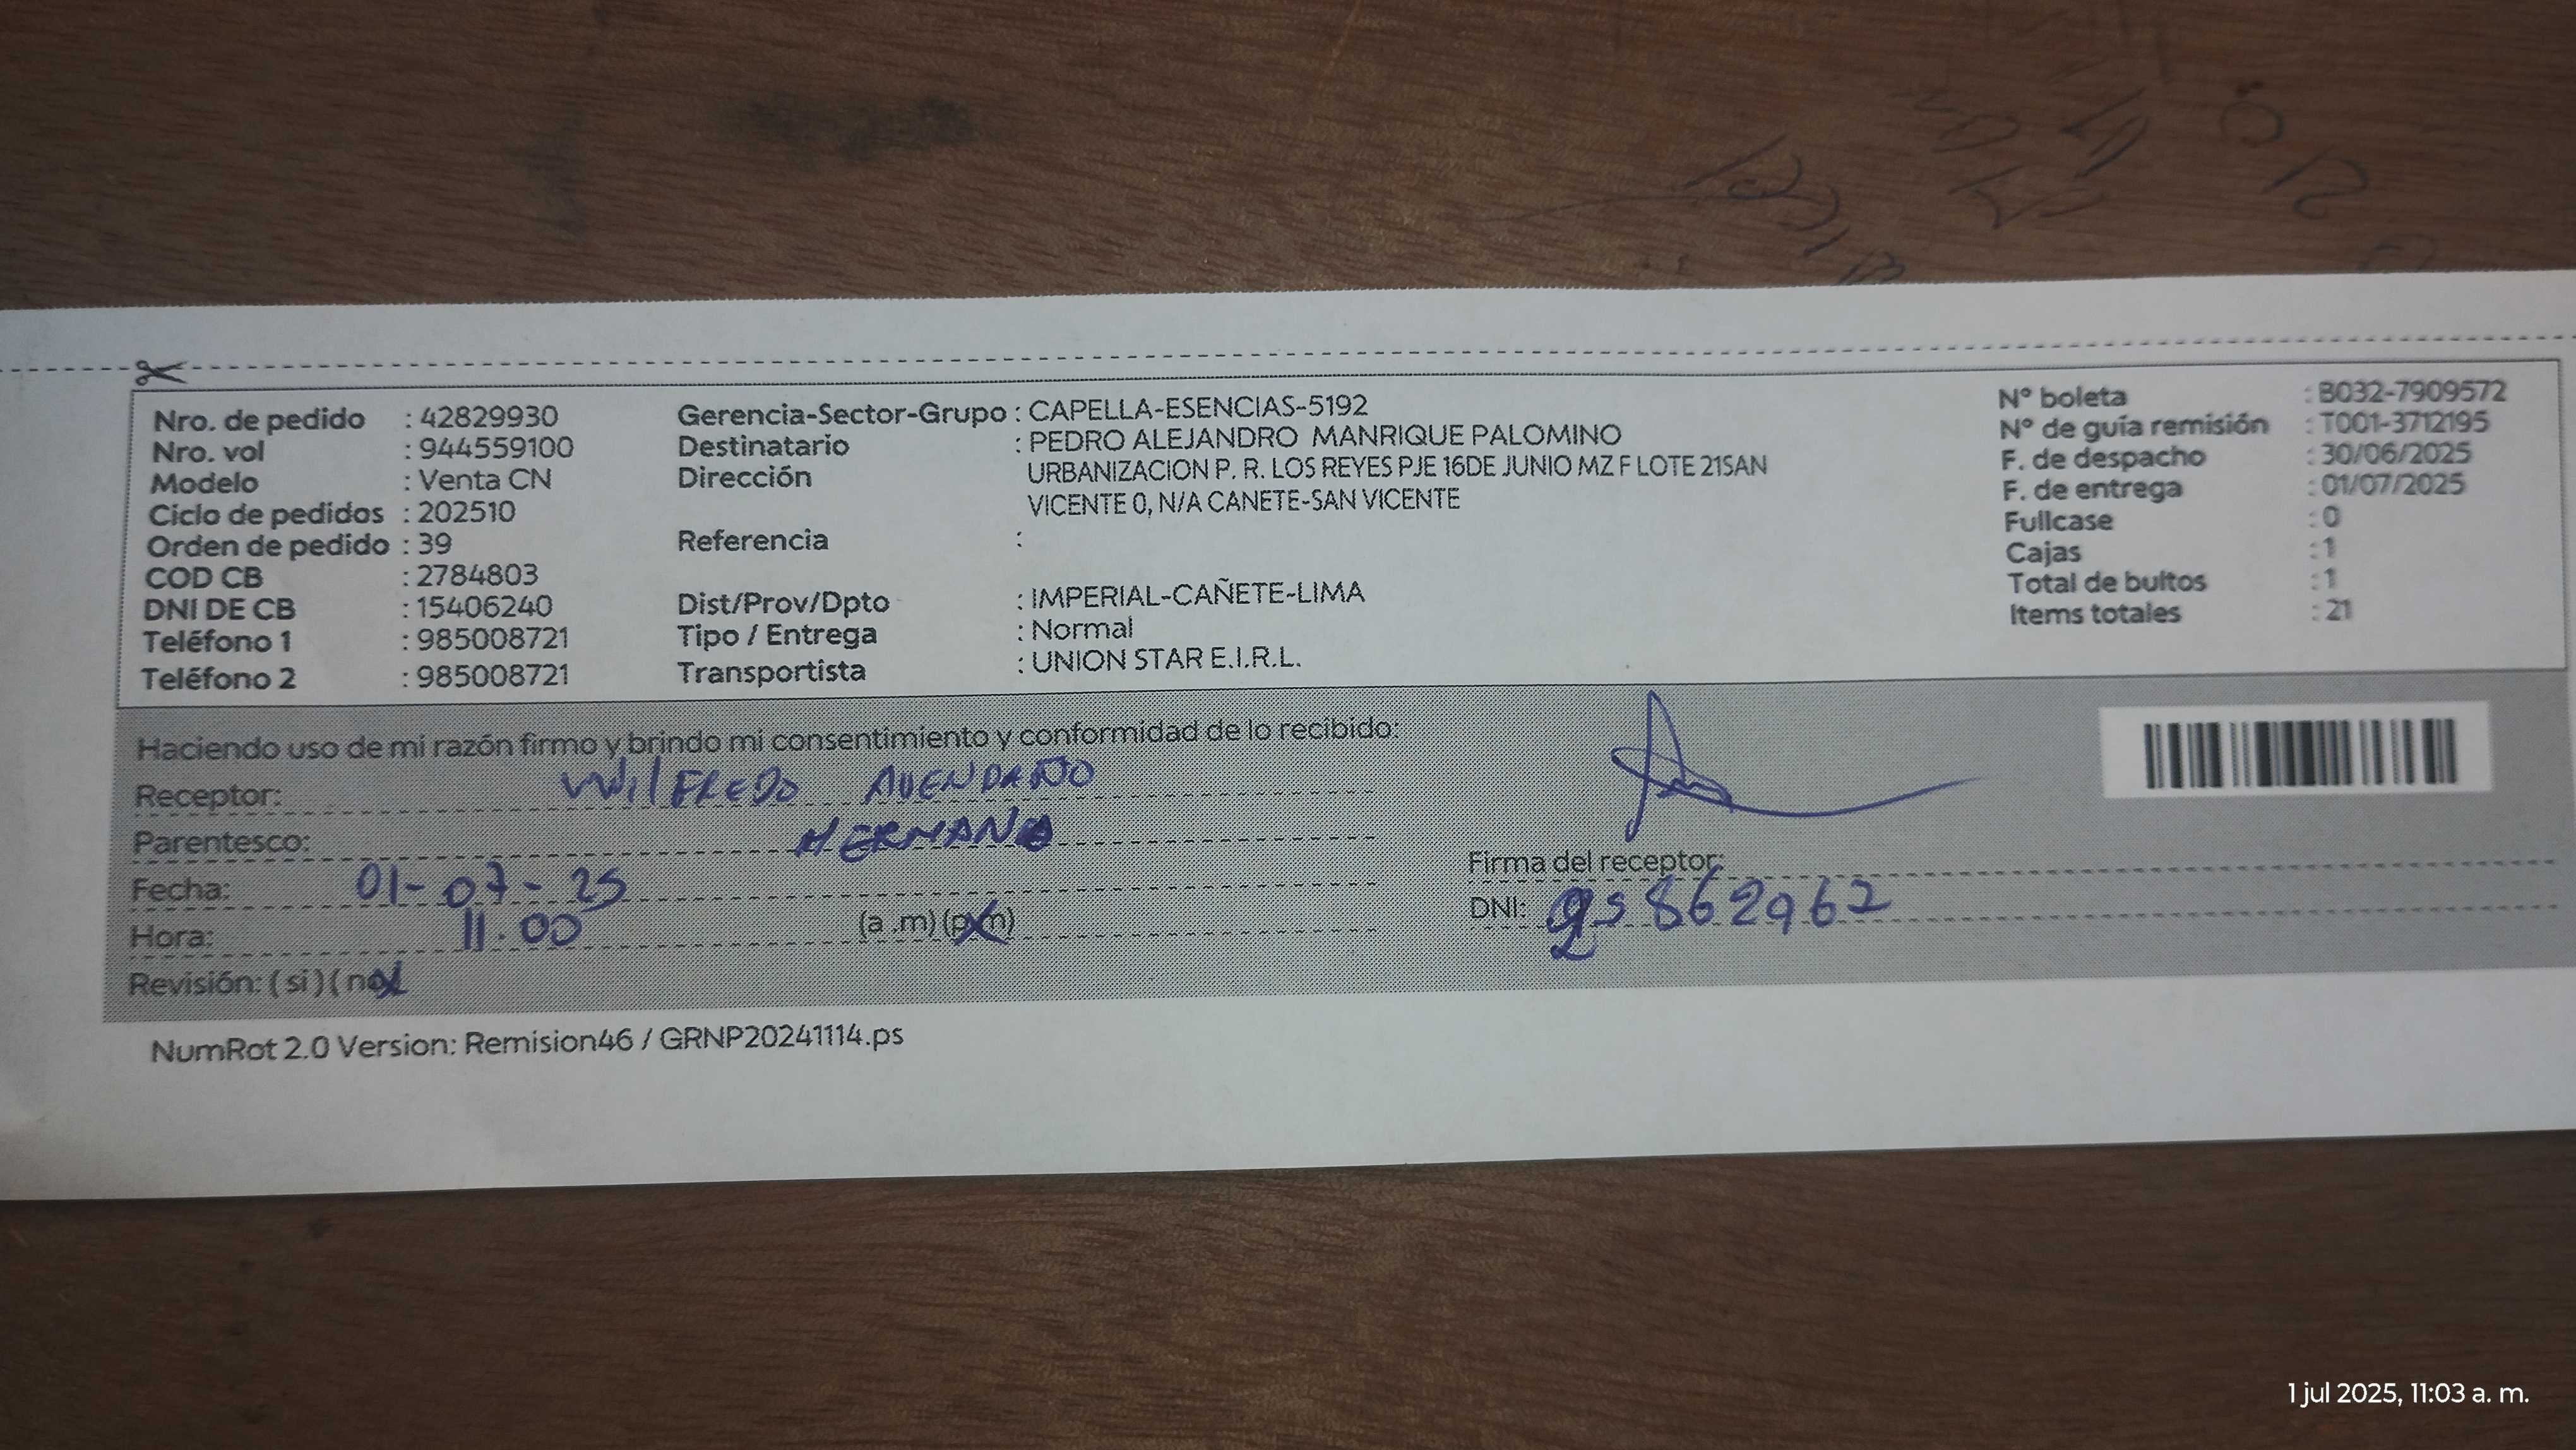 Nro. de pedido : 42829930
Nro. vol : 944559100
Modelo : Venta CN
Ciclo de pedidos : 202510
Orden de pedido : 39
COD CB : 2784803
DNI DE CB : 15406240
Teléfono 1 : 985008721
Teléfono 2 : 985008721
Gerencia-Sector-Grupo : CAPELLA-ESENCIAS-5192
Destinatario : PEDRO ALEJANDRO MANRIQUE PALOMINO
Dirección URBANIZACION P. R. LOS REYES PJE 16DE JUNIO MZ F LOTE 21SAN
VICENTE 0, N/A CANETE-SAN VICENTE
Referencia :
Dist/Prov/Dpto : IMPERIAL-CAÑETE-LIMA
Tipo / Entrega : Normal
Transportista : UNION STAR E.I.R.L.
N° boleta : B032-7909572
N° de guía remisión : T001-3712195
F. de despacho : 30/06/2025
F. de entrega : 01/07/2025
Fullcase : 0
Cajas : 1
Total de bultos : 1
Items totales : 21
Haciendo uso de mi razón firmo y brindo mi consentimiento y conformidad de lo recibido:
Receptor: WilFREDO AVENDAÑO
Parentesco: HERMANO
Fecha: 01-07-25
Hora: 11.00 (a .m) (p.m)
Revisión: (si) (no)
Firma del receptor:
DNI:
NumRot 2.0 Version: Remision46 / GRNP20241114.ps
1 jul 2025, 11:03 a. m.